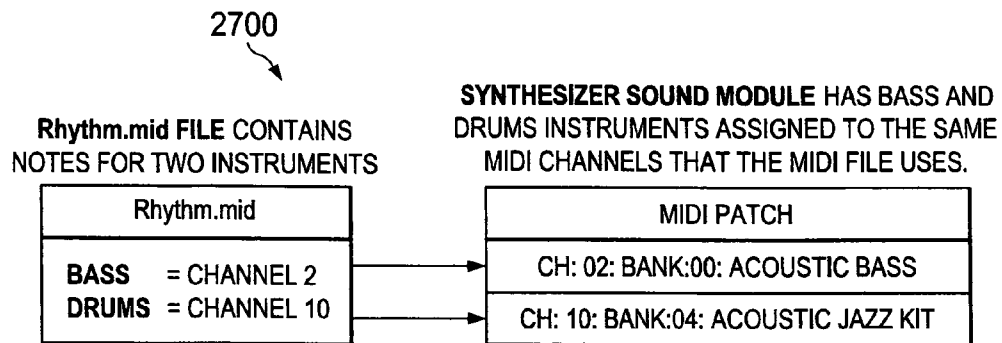 2700
Rhythm.mid FILE CONTAINS
NOTES FOR TWO INSTRUMENTS
Rhythm.mid
BASS = CHANNEL 2
DRUMS = CHANNEL 10
SYNTHESIZER SOUND MODULE HAS BASS AND
DRUMS INSTRUMENTS ASSIGNED TO THE SAME
MIDI CHANNELS THAT THE MIDI FILE USES.
MIDI PATCH
CH: 02: BANK:00: ACOUSTIC BASS
CH: 10: BANK:04: ACOUSTIC JAZZ KIT